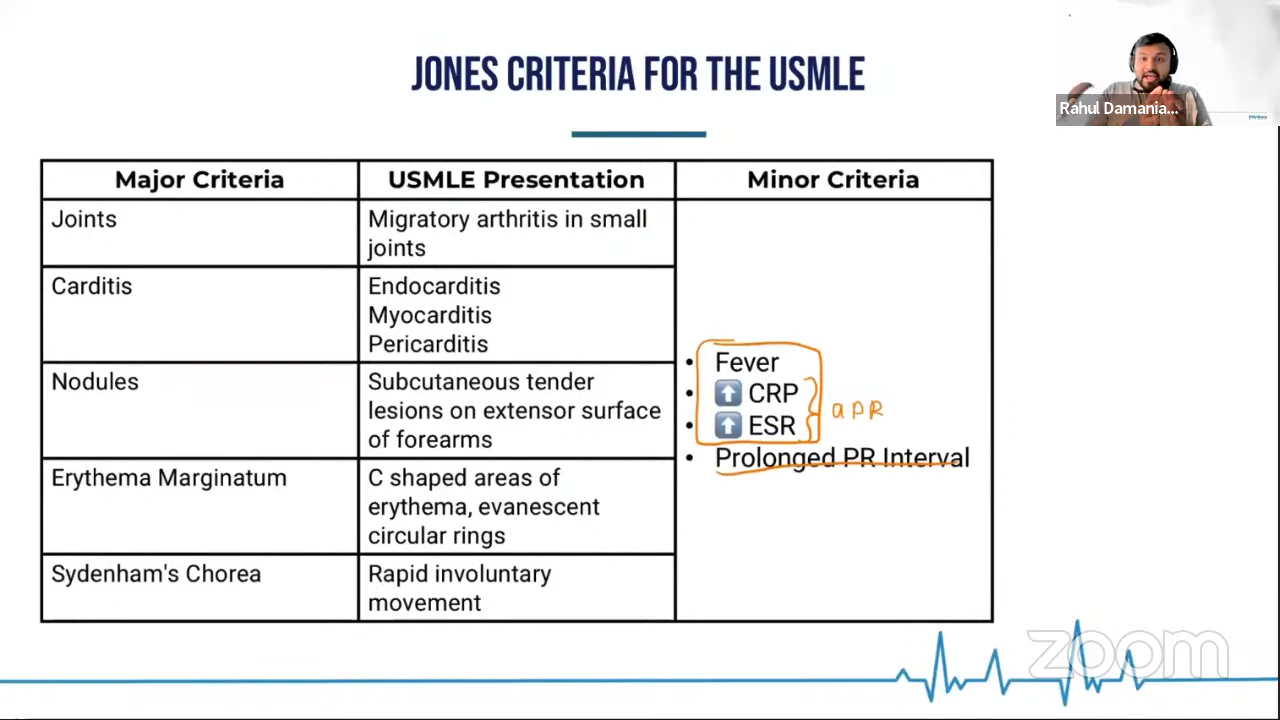 JONES CRITERIA FOR THE USMLE
Rahul Damania...
Major Criteria
USMLE Presentation
Minor Criteria
Joints
Migratory arthritis in small
joints
Carditis
Endocarditis
Myocarditis
Pericarditis
Nodules
Subcutaneous tender
lesions on extensor surface
of forearms
Erythema Marginatum
C shaped areas of
erythema, evanescent
circular rings
Sydenham's Chorea
Rapid involuntary
movement
• Fever
• ⬆ CRP
• ⬆ ESR
apr
• Prolonged PR Interval
zoom